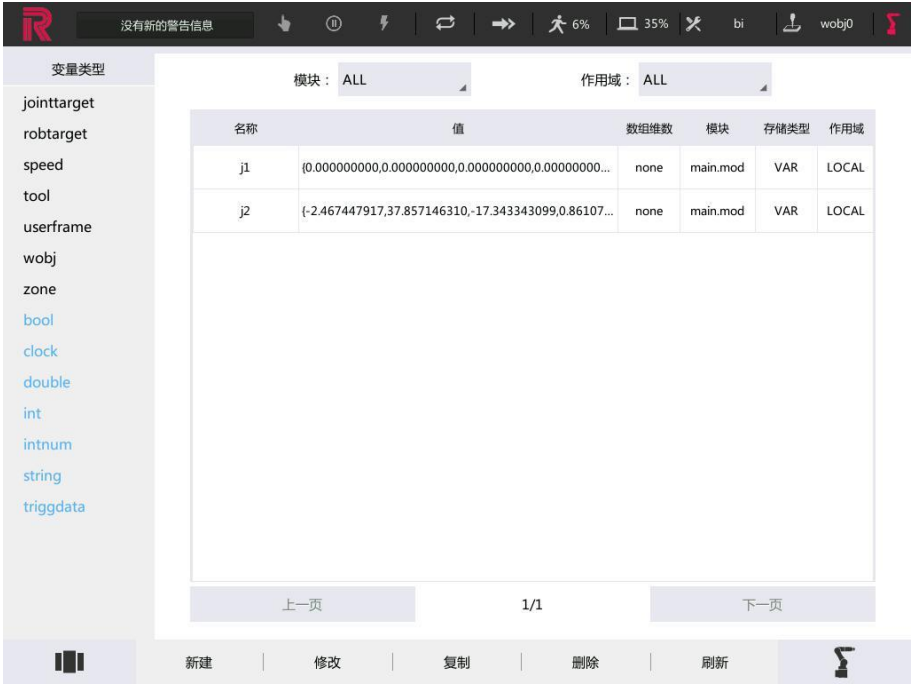 没有新的警告信息 6% 35% bi wobj0
变量类型
jointtarget
robtarget
speed
tool
userframe
wobj
zone
bool
clock
double
int
intnum
string
triggdata
模块： ALL 作用域： ALL
名称 值 数组维数 模块 存储类型 作用域
j1 {0.000000000,0.000000000,0.000000000,0.00000000... none main.mod VAR LOCAL
j2 {-2.467447917,37.857146310,-17.343343099,0.86107... none main.mod VAR LOCAL
上一页 1/1 下一页
新建 修改 复制 删除 刷新